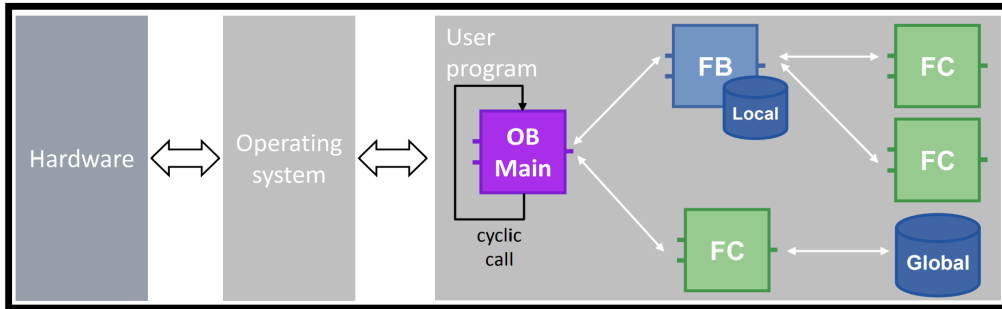 Hardware
Operating
system
User
program
OB
Main
cyclic
call
FB
Local
FC
FC
FC
Global